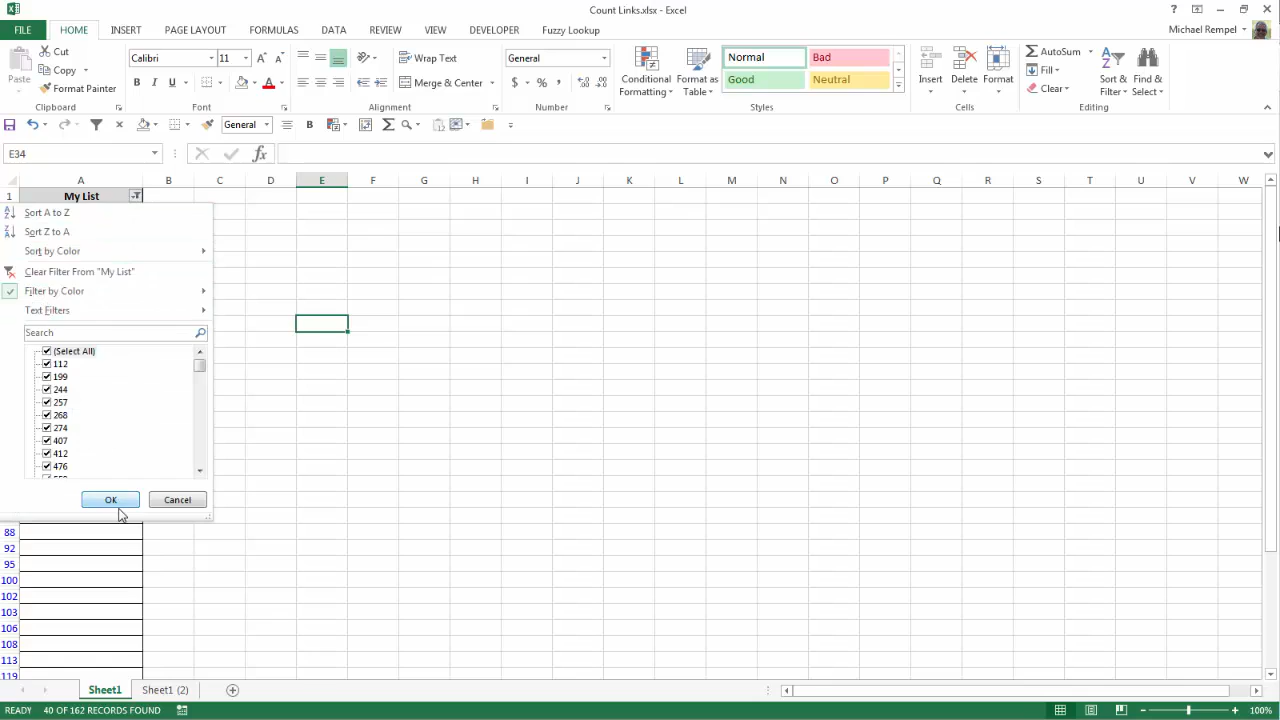 Count Links.xlsx - Excel
FILE HOME INSERT PAGE LAYOUT FORMULAS DATA REVIEW VIEW DEVELOPER Fuzzy Lookup Michael Rempel
Paste Cut Copy Format Painter
Calibri 11 B I U
Wrap Text Merge & Center
General $ % ,
Conditional Formatting Format as Table
Normal Bad
Good Neutral
Insert Delete Format
AutoSum Fill Clear
Sort & Filter Find & Select
Clipboard Font Alignment Number Styles Cells Editing
General B
E34 fx
A B C D E F G H I J K L M N O P Q R S T U V W
1 My List
Sort A to Z
Sort Z to A
Sort by Color
Clear Filter From "My List"
Filter by Color
Text Filters
Search
(Select All)
112
199
244
257
268
274
407
412
476
OK Cancel
88
92
95
100
102
103
106
108
113
119
Sheet1 Sheet1 (2)
READY 40 OF 162 RECORDS FOUND 100%